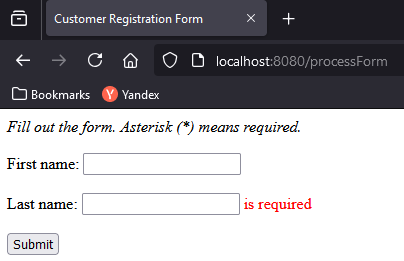 Customer Registration Form
localhost:8080/processForm
Bookmarks Yandex
Fill out the form. Asterisk (*) means required.
First name:
Last name: is required
Submit